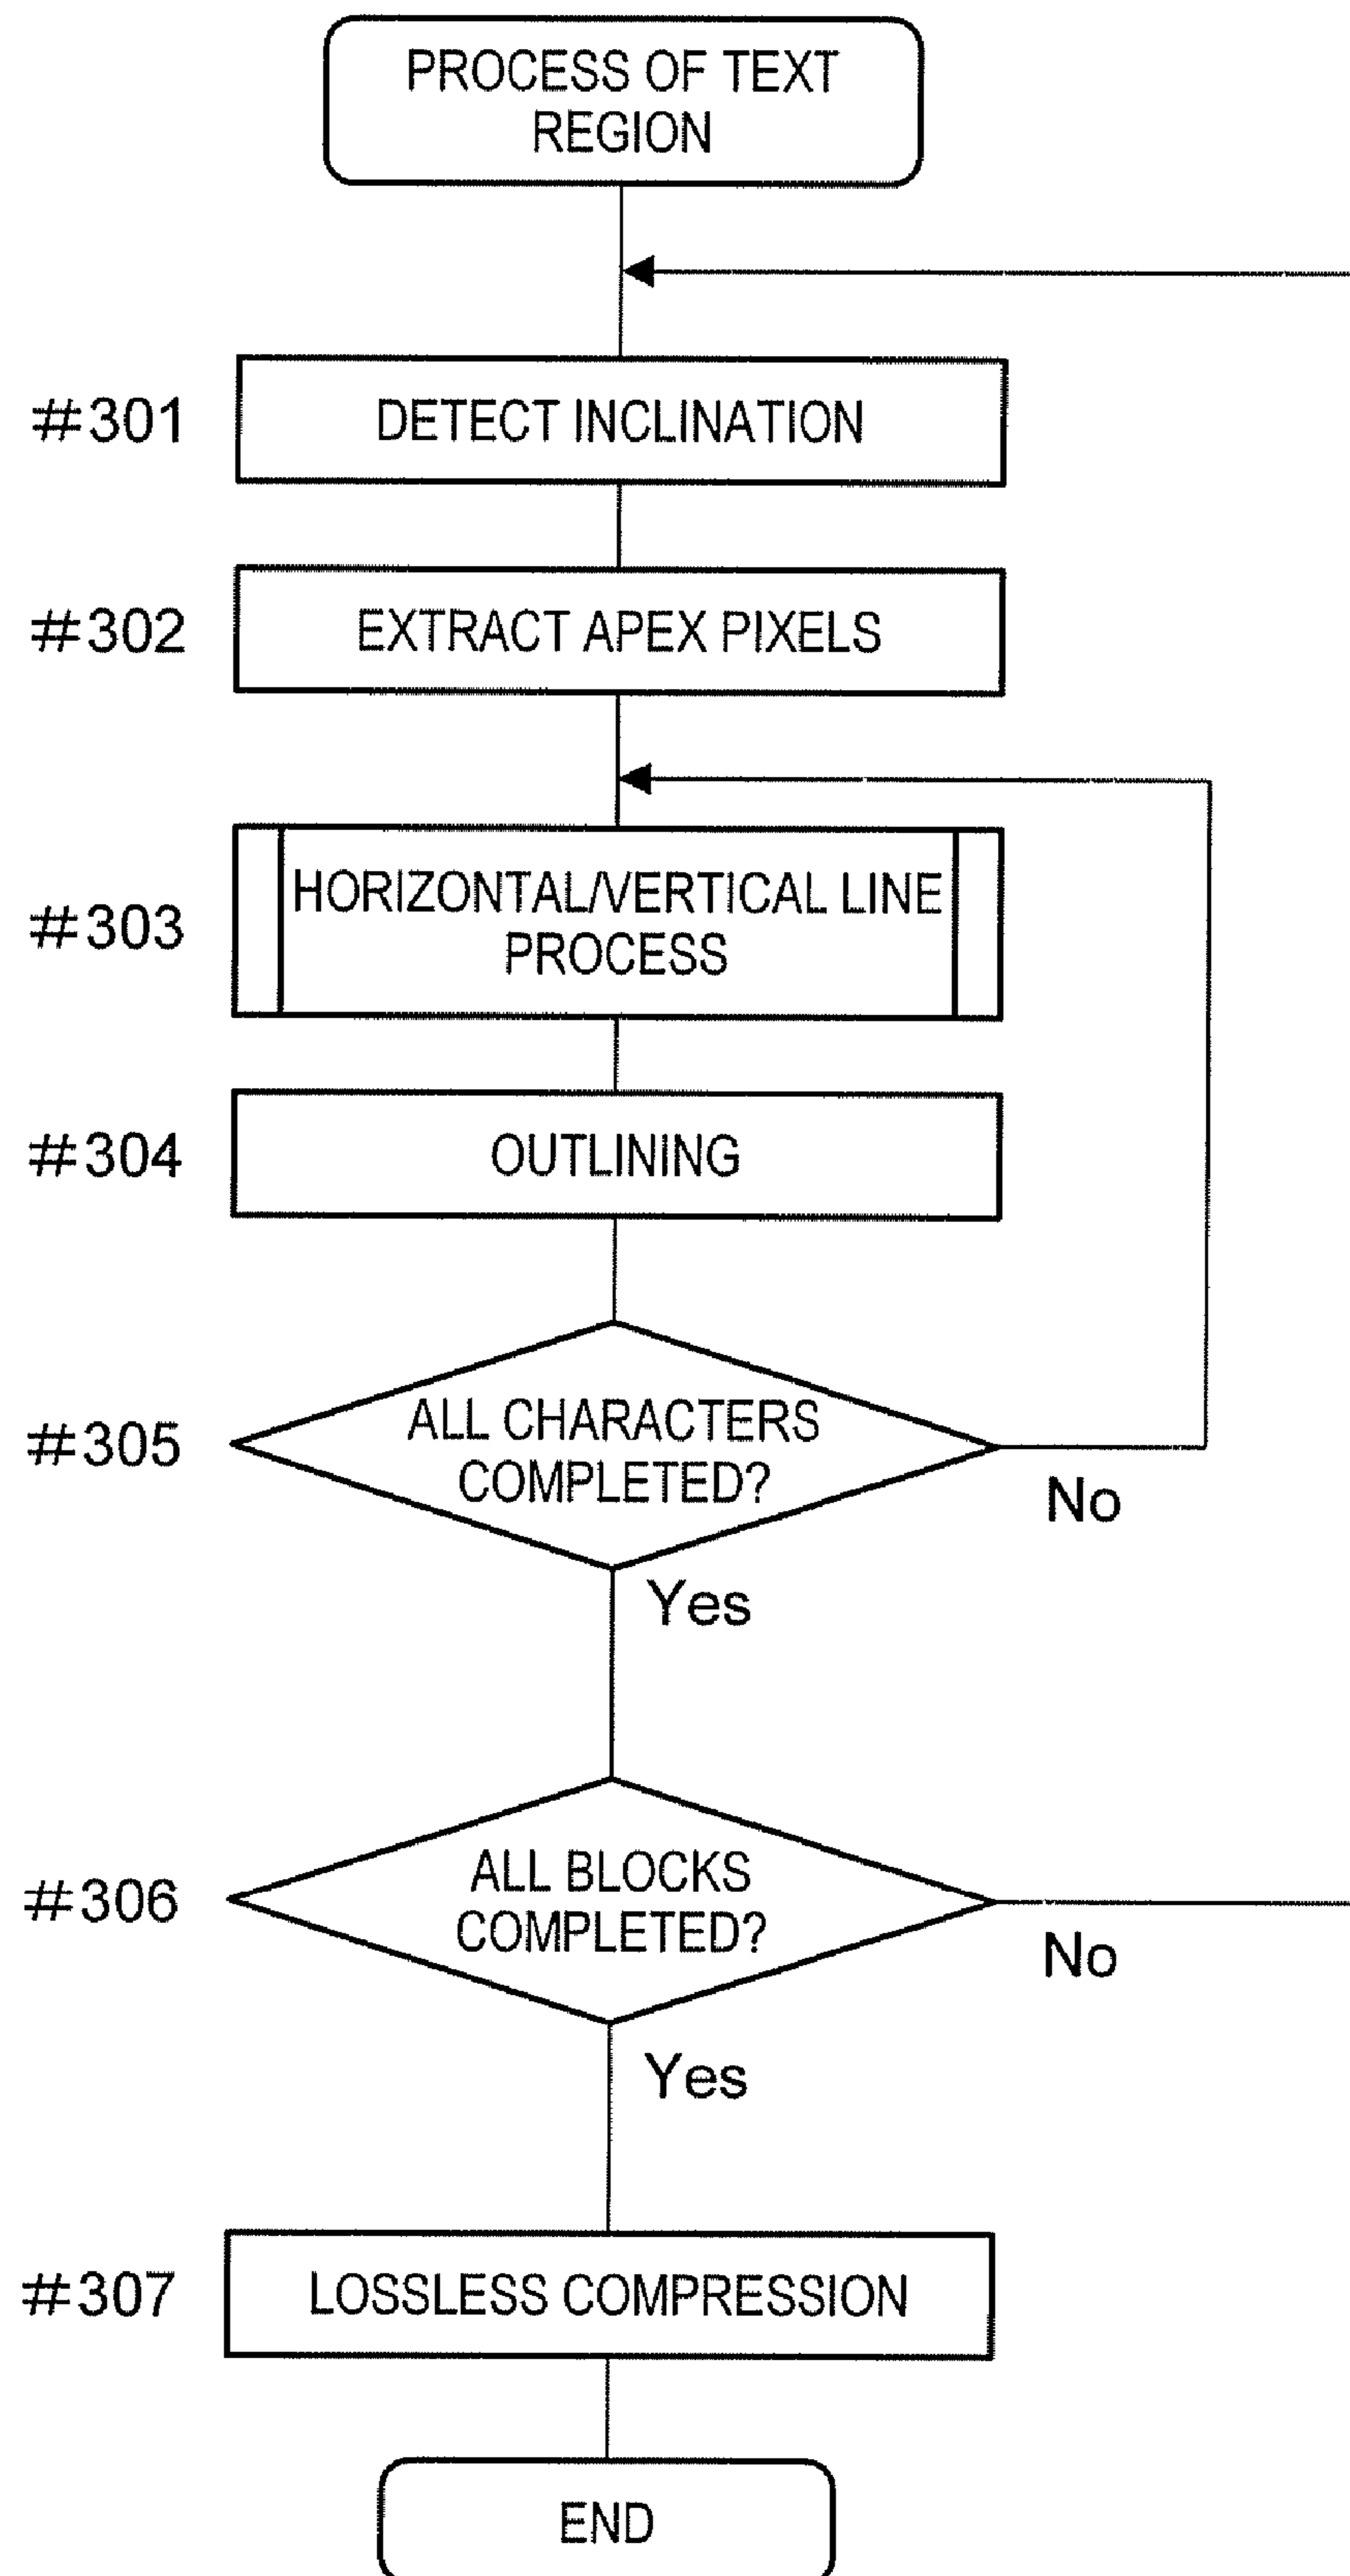 PROCESS OF TEXT
REGION
#301
DETECT INCLINATION
#302
EXTRACT APEX PIXELS
#303
HORIZONTAL/VERTICAL LINE
PROCESS
#304
OUTLINING
#305
ALL CHARACTERS
COMPLETED?
No
Yes
#306
ALL BLOCKS
COMPLETED?
No
Yes
#307
LOSSLESS COMPRESSION
END